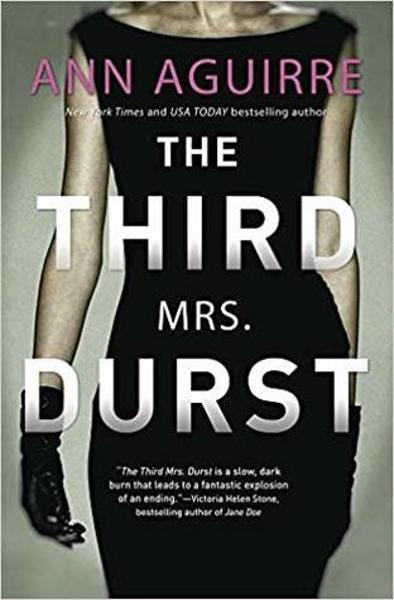 ANN AGUIRRE
New York Times and USA TODAY bestselling author
THE
THIRD
MRS.
DURST
"The Third Mrs. Durst is a slow, dark
burn that leads to a fantastic explosion
of an ending."—Victoria Helen Stone,
bestselling author of Jane Doe